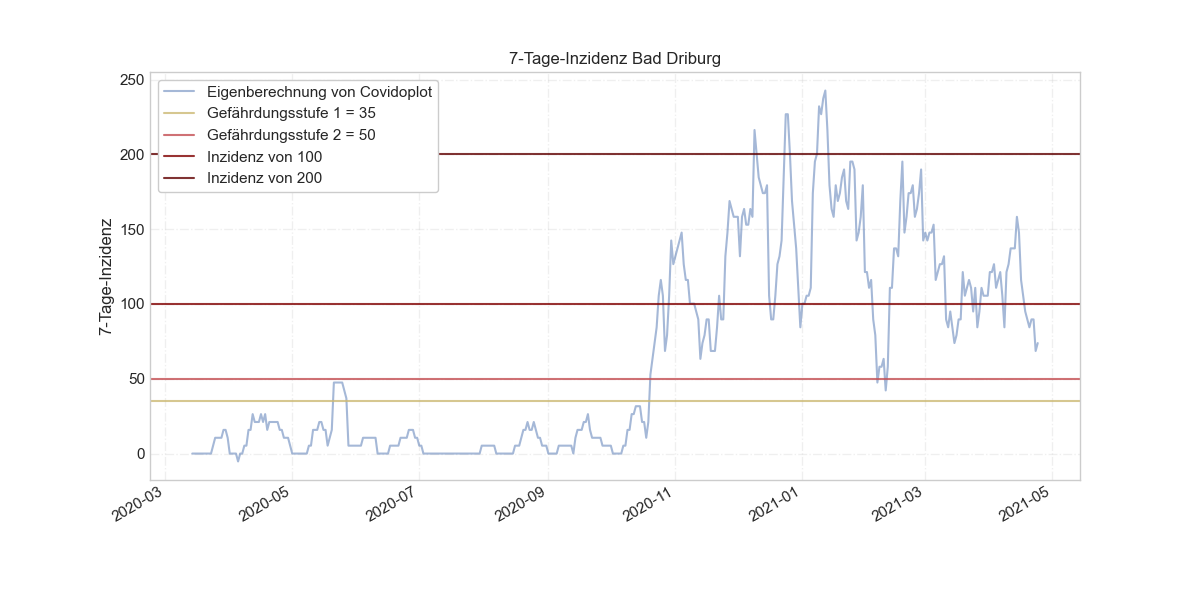 7-Tage-Inzidenz Bad Driburg
250
200
150
100
50
0
7-Tage-Inzidenz
Eigenberechnung von Covidoplot
Gefährdungsstufe 1 = 35
Gefährdungsstufe 2 = 50
Inzidenz von 100
Inzidenz von 200
2020-03
2020-05
2020-07
2020-09
2020-11
2021-01
2021-03
2021-05